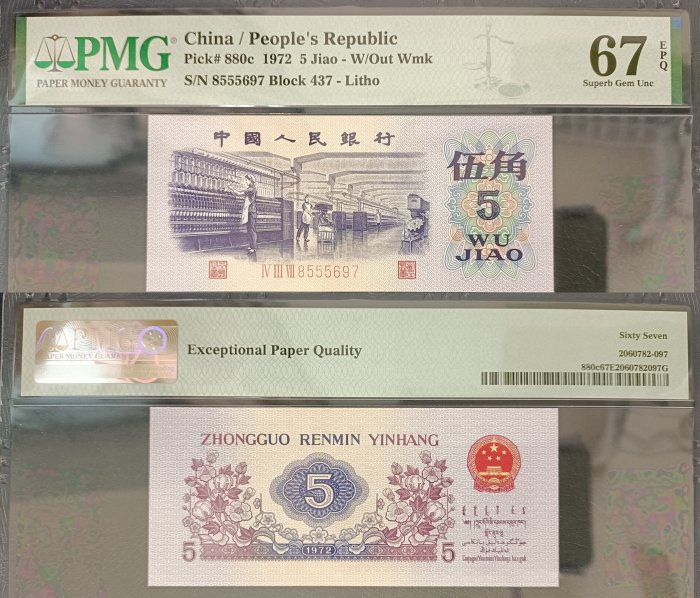 PMG
PAPER MONEY GUARANTY
China / People's Republic
Pick# 880c 1972 5 Jiao - W/Out Wmk
S/N 8555697 Block 437 - Litho
67
EPQ
Superb Gem Unc
中國人民銀行
伍角
5
WU
JIAO
IV III VII 8555697
PMG
PAPER MONEY GUARANTY
Exceptional Paper Quality
Sixty Seven
2060782-097
880c67E2060782097G
ZHONGGUO RENMIN YINHANG
5
1972
5
5